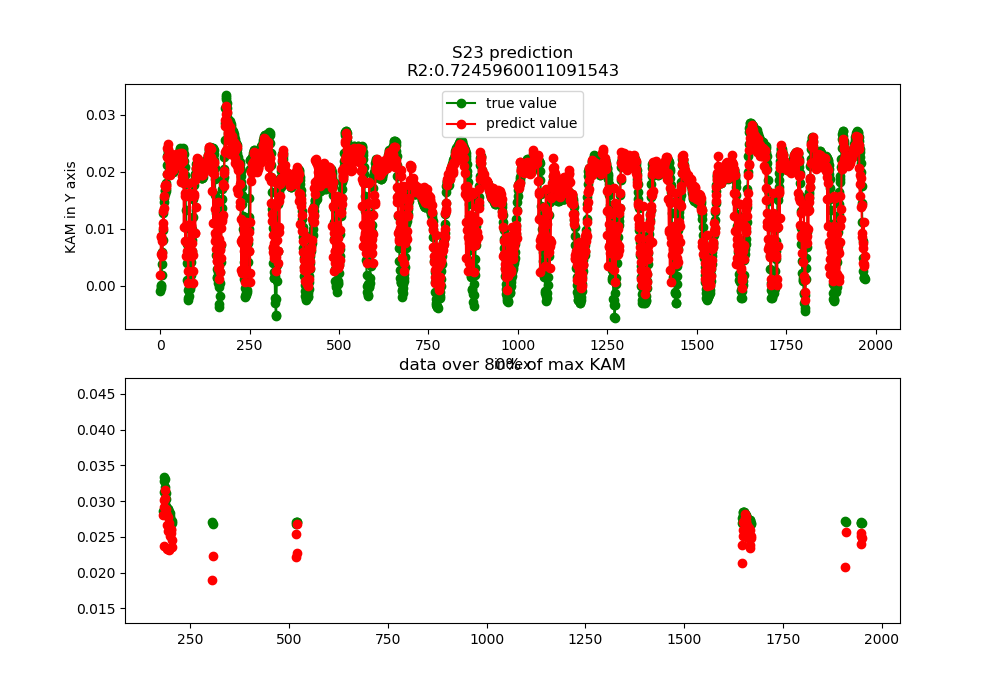 S23 prediction
R2:0.7245960011091543
KAM in Y axis
0.03
0.02
0.01
0.00
true value
predict value
0 250 500 750 1000 1250 1500 1750 2000
index
data over 80% of max KAM
0.045
0.040
0.035
0.030
0.025
0.020
0.015
250 500 750 1000 1250 1500 1750 2000